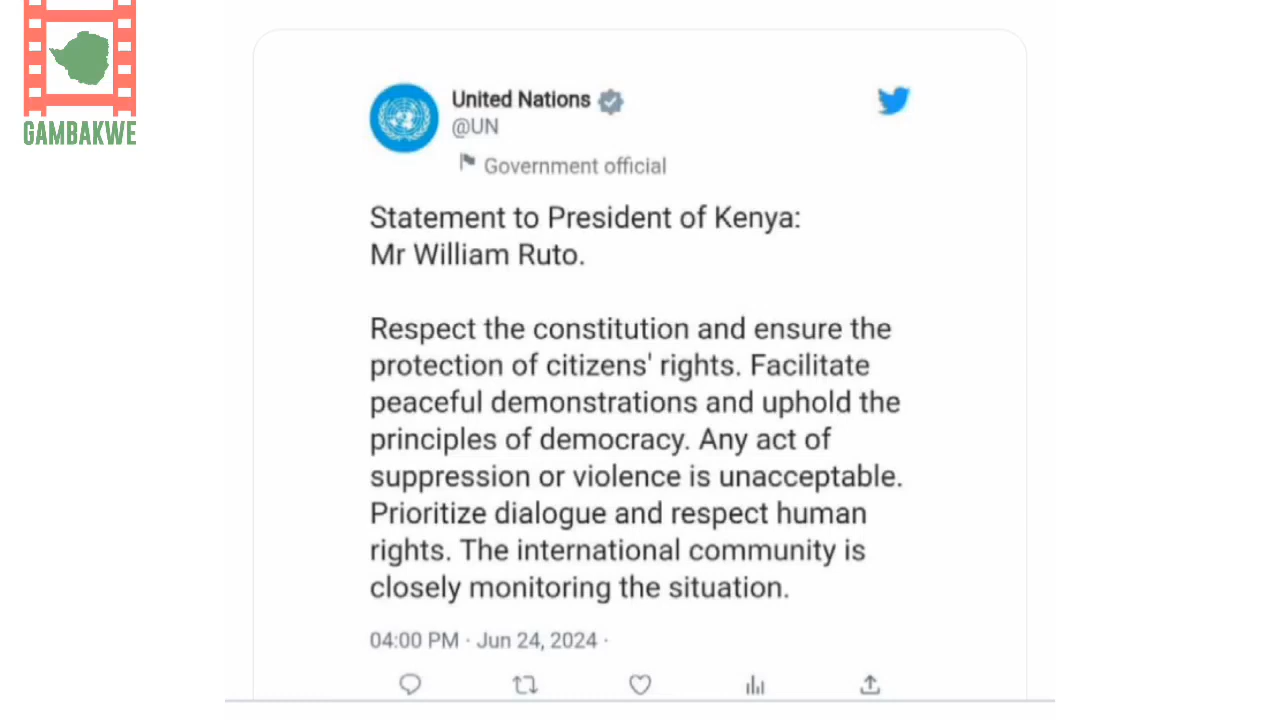 GAMBAKWE
United Nations
@UN
Government official
Statement to President of Kenya:
Mr William Ruto.
Respect the constitution and ensure the
protection of citizens' rights. Facilitate
peaceful demonstrations and uphold the
principles of democracy. Any act of
suppression or violence is unacceptable.
Prioritize dialogue and respect human
rights. The international community is
closely monitoring the situation.
04:00 PM · Jun 24, 2024 ·